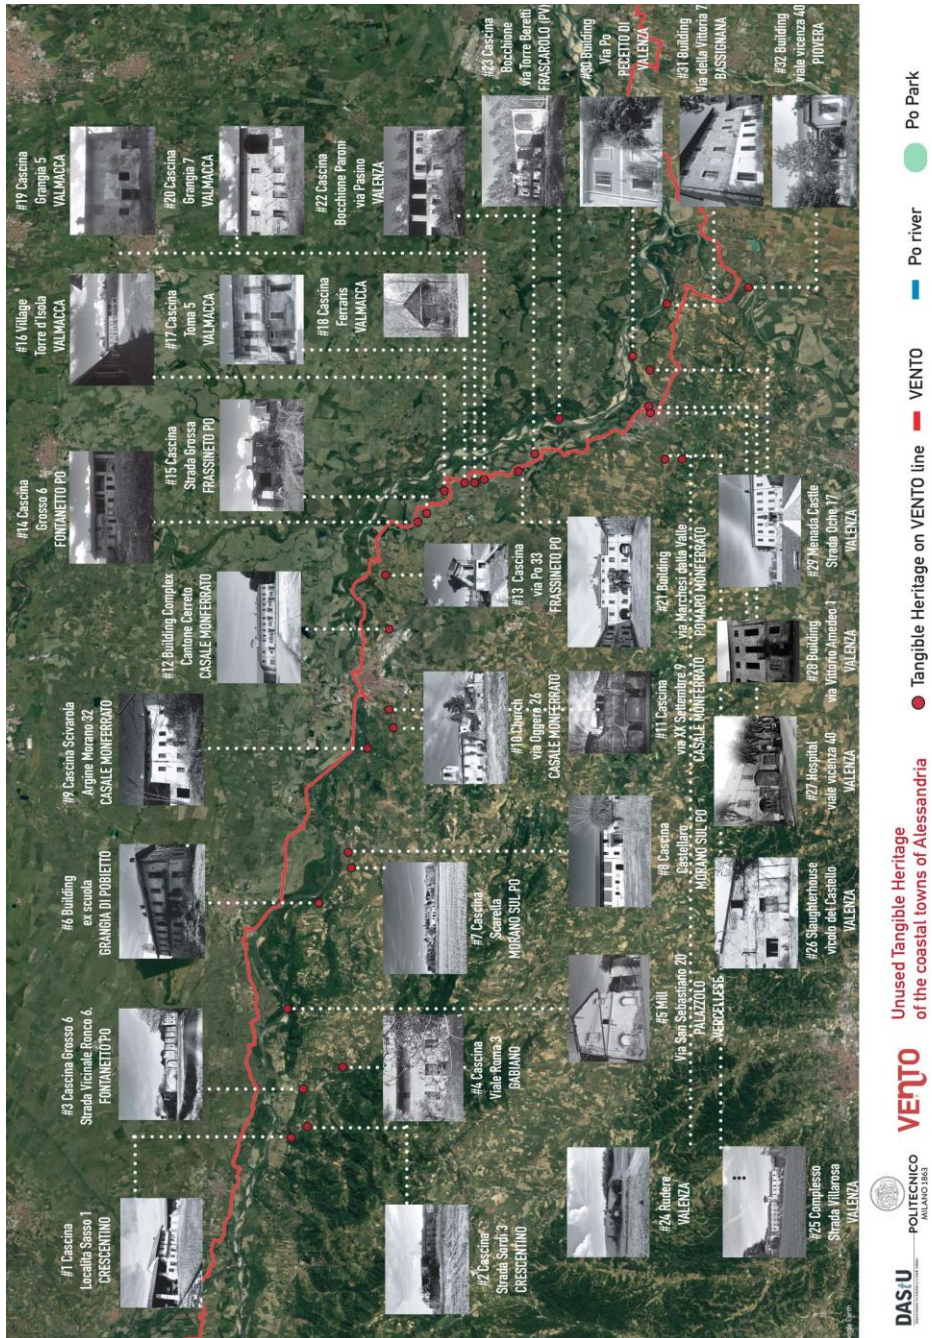 #1 Cascina
Localita Sasso 1
CRESCENTINO
#2 Cascina
Strada Sordi 3
CRESCENTINO
#3 Cascina Grosso 6
Strada Vicinale Ronco 6.
FONTANETTO PO
#4 Cascina
Viale Roma 3
GABIANO
#5 Mill
Via San Sebastiano 20
PALAZZOLO
VERCELLESE
#6 Building
ex scuola
GRANGIA DI POBIETO
#7 Cascina
Scarella
MORANO SUL PO
#8 Cascina
Castellaro
MORANO SUL PO
#9 Cascina Scivarola
Argine Morano 32
CASALE MONFERRATO
#10 Church
via Oggero 26
CASALE MONFERRATO
#11 Cascina
via XX Settembre 9
CASALE MONFERRATO
#12 Building Complex
Cantone Cerreto
CASALE MONFERRATO
#13 Cascina
via Po 33
FRASSINETO PO
#14 Cascina
Grosso 6
FONTANETTO PO
#15 Cascina
Strada Grossa
FRASSINETO PO
#16 Village
Torre d'Isola
VALMACCA
#17 Cascina
Toma 5
VALMACCA
#18 Cascina
Ferraris
VALMACCA
#19 Cascina
Grangia 5
VALMACCA
#20 Cascina
Grangia 7
VALMACCA
#21 Building
via Marchesi dalla Valle
POMARO MONFERRATO
#22 Cascina
Bocchione Paroni
via Pasino
VALENZA
#23 Cascina
Bocchione
via Torre Beretti
FRASCAROLO (PV)
#24 Rudere
VALENZA
#25 Complesso
Strada Villarosa
VALENZA
#26 Slaughterhouse
vicolo del Castello
VALENZA
#27 Hospital
viale vicenza 40
VALENZA
#28 Building
via Vittorio Amedeo 1
VALENZA
#29 Menada Castle
Strada Oche 17
VALENZA
#30 Building
Via Po
PECETTO DI
VALENZA
#31 Building
Via della Vittoria 7
BASSIGNANA
#32 Building
viale vicenza 40
PIOVERA
DAStU
POLITECNICO
MILANO 1863
VENTO
Unused Tangible Heritage
of the coastal towns of Alessandria
Tangible Heritage on VENTO line
VENTO
Po river
Po Park